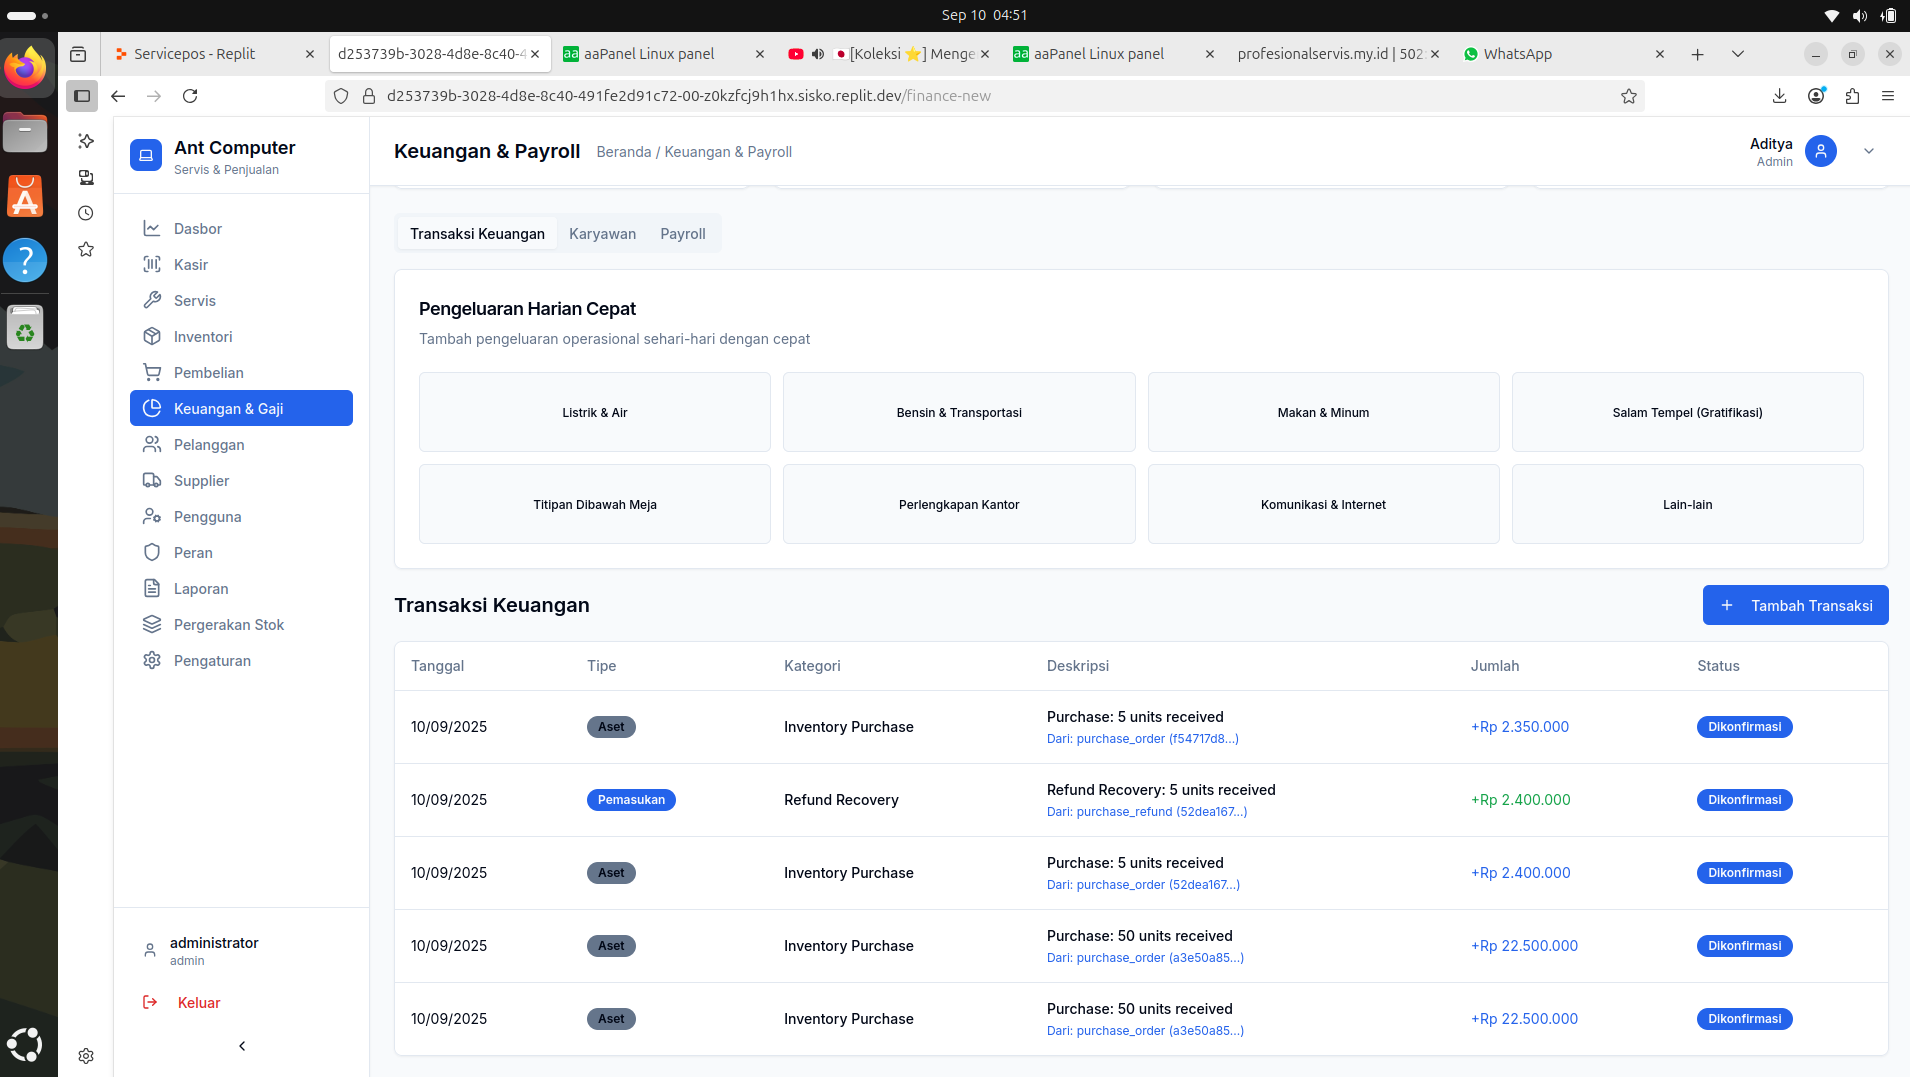 Sep 10 04:51
Servicepos - Replit
d253739b-3028-4d8e-8c40-4
aaPanel Linux panel
[Koleksi ⭐] Menge
aaPanel Linux panel
profesionalservis.my.id | 502:
WhatsApp
d253739b-3028-4d8e-8c40-491fe2d91c72-00-z0kzfcj9h1hx.sisko.replit.dev/finance-new
Ant Computer
Servis & Penjualan
Keuangan & Payroll
Beranda / Keuangan & Payroll
Aditya
Admin
Dasbor
Kasir
Servis
Inventori
Pembelian
Keuangan & Gaji
Pelanggan
Supplier
Pengguna
Peran
Laporan
Pergerakan Stok
Pengaturan
administrator
admin
Keluar
Transaksi Keuangan Karyawan Payroll
Pengeluaran Harian Cepat
Tambah pengeluaran operasional sehari-hari dengan cepat
Listrik & Air Bensin & Transportasi Makan & Minum Salam Tempel (Gratifikasi)
Titipan Dibawah Meja Perlengkapan Kantor Komunikasi & Internet Lain-lain
Transaksi Keuangan
+ Tambah Transaksi
Tanggal Tipe Kategori Deskripsi Jumlah Status
10/09/2025 Aset Inventory Purchase Purchase: 5 units received +Rp 2.350.000 Dikonfirmasi
Dari: purchase_order (f54717d8...)
10/09/2025 Pemasukan Refund Recovery Refund Recovery: 5 units received +Rp 2.400.000 Dikonfirmasi
Dari: purchase_refund (52dea167...)
10/09/2025 Aset Inventory Purchase Purchase: 5 units received +Rp 2.400.000 Dikonfirmasi
Dari: purchase_order (52dea167...)
10/09/2025 Aset Inventory Purchase Purchase: 50 units received +Rp 22.500.000 Dikonfirmasi
Dari: purchase_order (a3e50a85...)
10/09/2025 Aset Inventory Purchase Purchase: 50 units received +Rp 22.500.000 Dikonfirmasi
Dari: purchase_order (a3e50a85...)